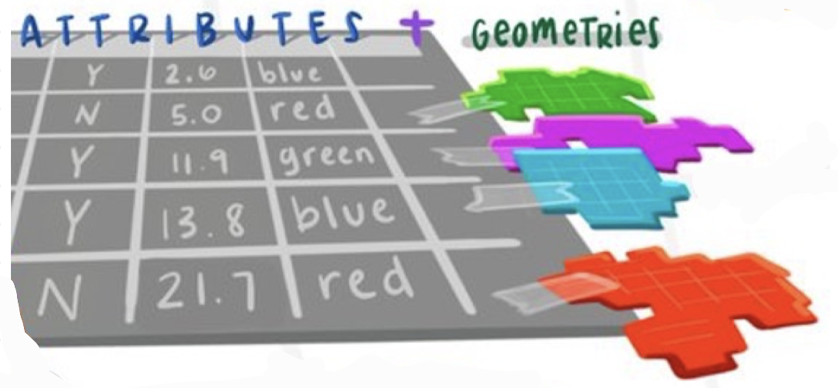 ATTRIBUTES + GeomeTRies
Y 2.6 blue
N 5.0 red
Y 11.9 green
Y 13.8 blue
N 21.7 red